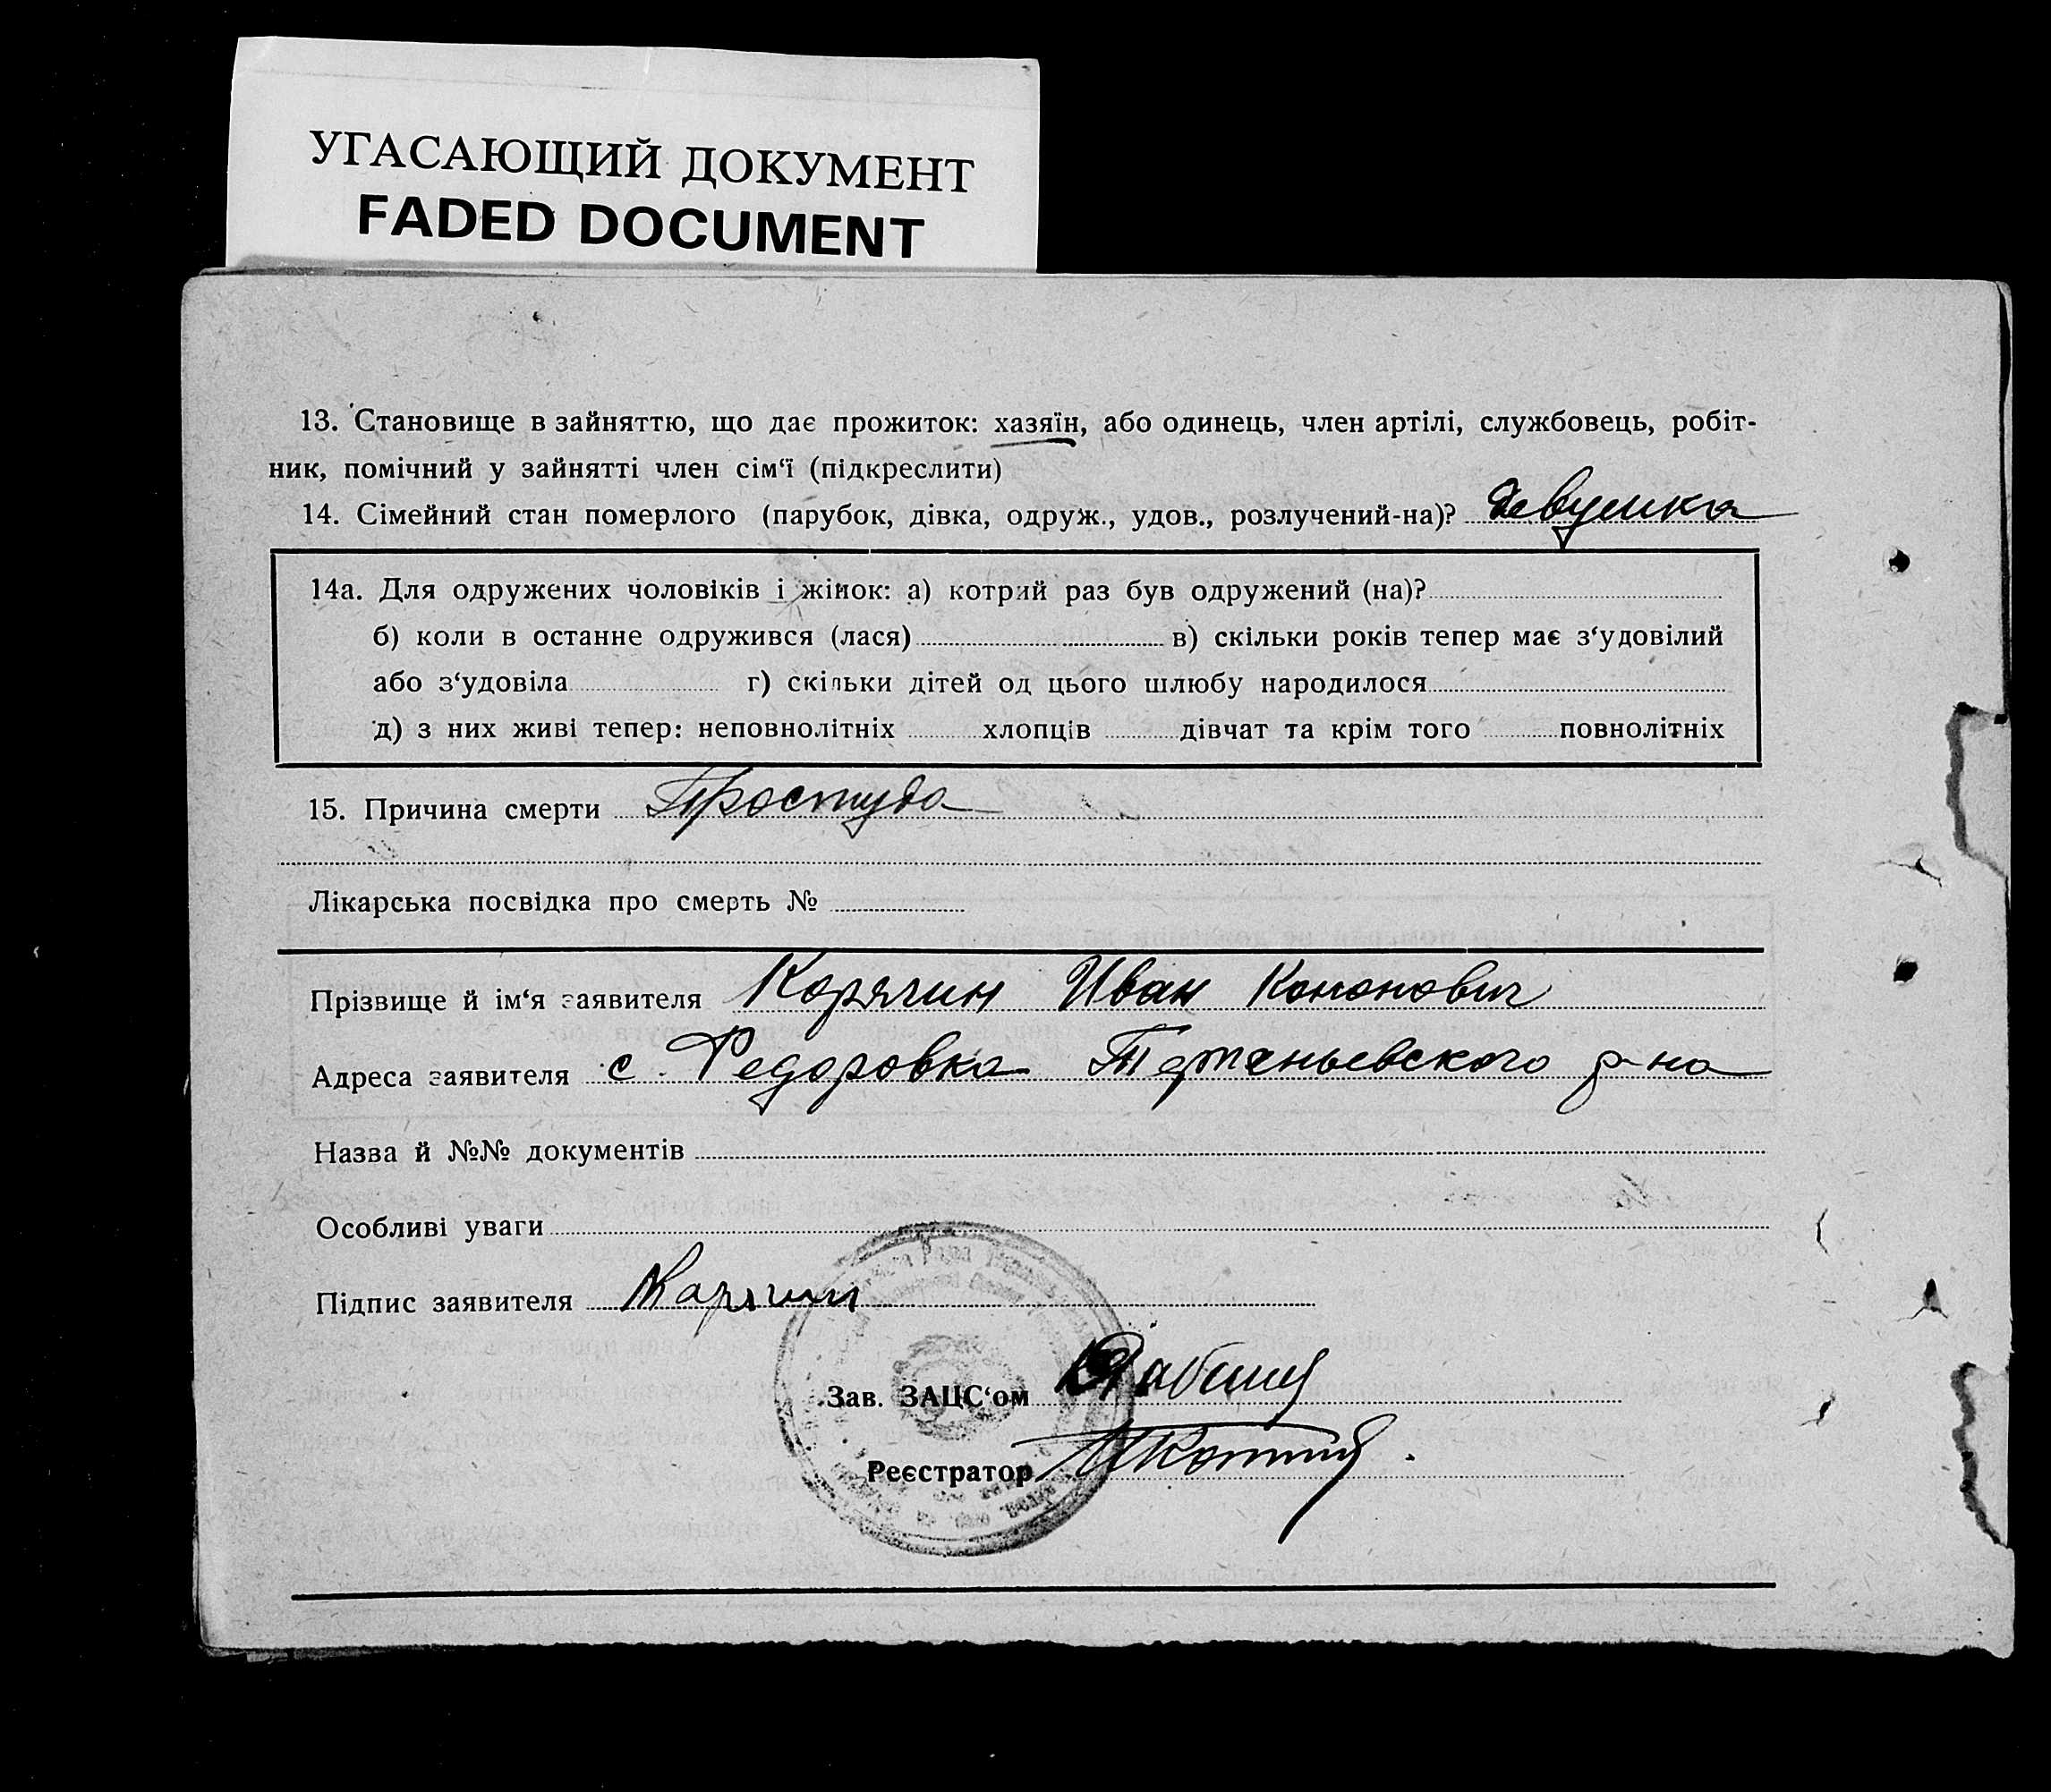 УГАСАЮЩИЙ ДОКУМЕНТ
FADED DOCUMENT
13. Становище в зайняттю, що дає прожиток: хазяїн, або одинець, член артілі, службовець, робіт-
ник, помічний у зайнятті член сім‘ї (підкреслити)
14. Сімейний стан померлого (парубок, дівка, одруж., удов., розлучений-на)? девушка
14а. Для одружених чоловіків і жінок: а) котрий раз був одружений (на)?
б) коли в останне одружився (лася) в) скільки років тепер має з‘удовілий
або з‘удовіла г) скільки дітей од цього шлюбу народилося
д) з них живі тепер: неповнолітніх хлопців дівчат та крім того повнолітніх
15. Причина смерти Простуда
Лікарська посвідка про смерть №
Прізвище й ім‘я заявителя Корягин Иван Кононович
Адреса заявителя с. Федоровка р-на
Назва й №№ документів
Особливі уваги
Підпис заявителя Карягин
Зав. ЗАЦС‘ом
Реєстратор